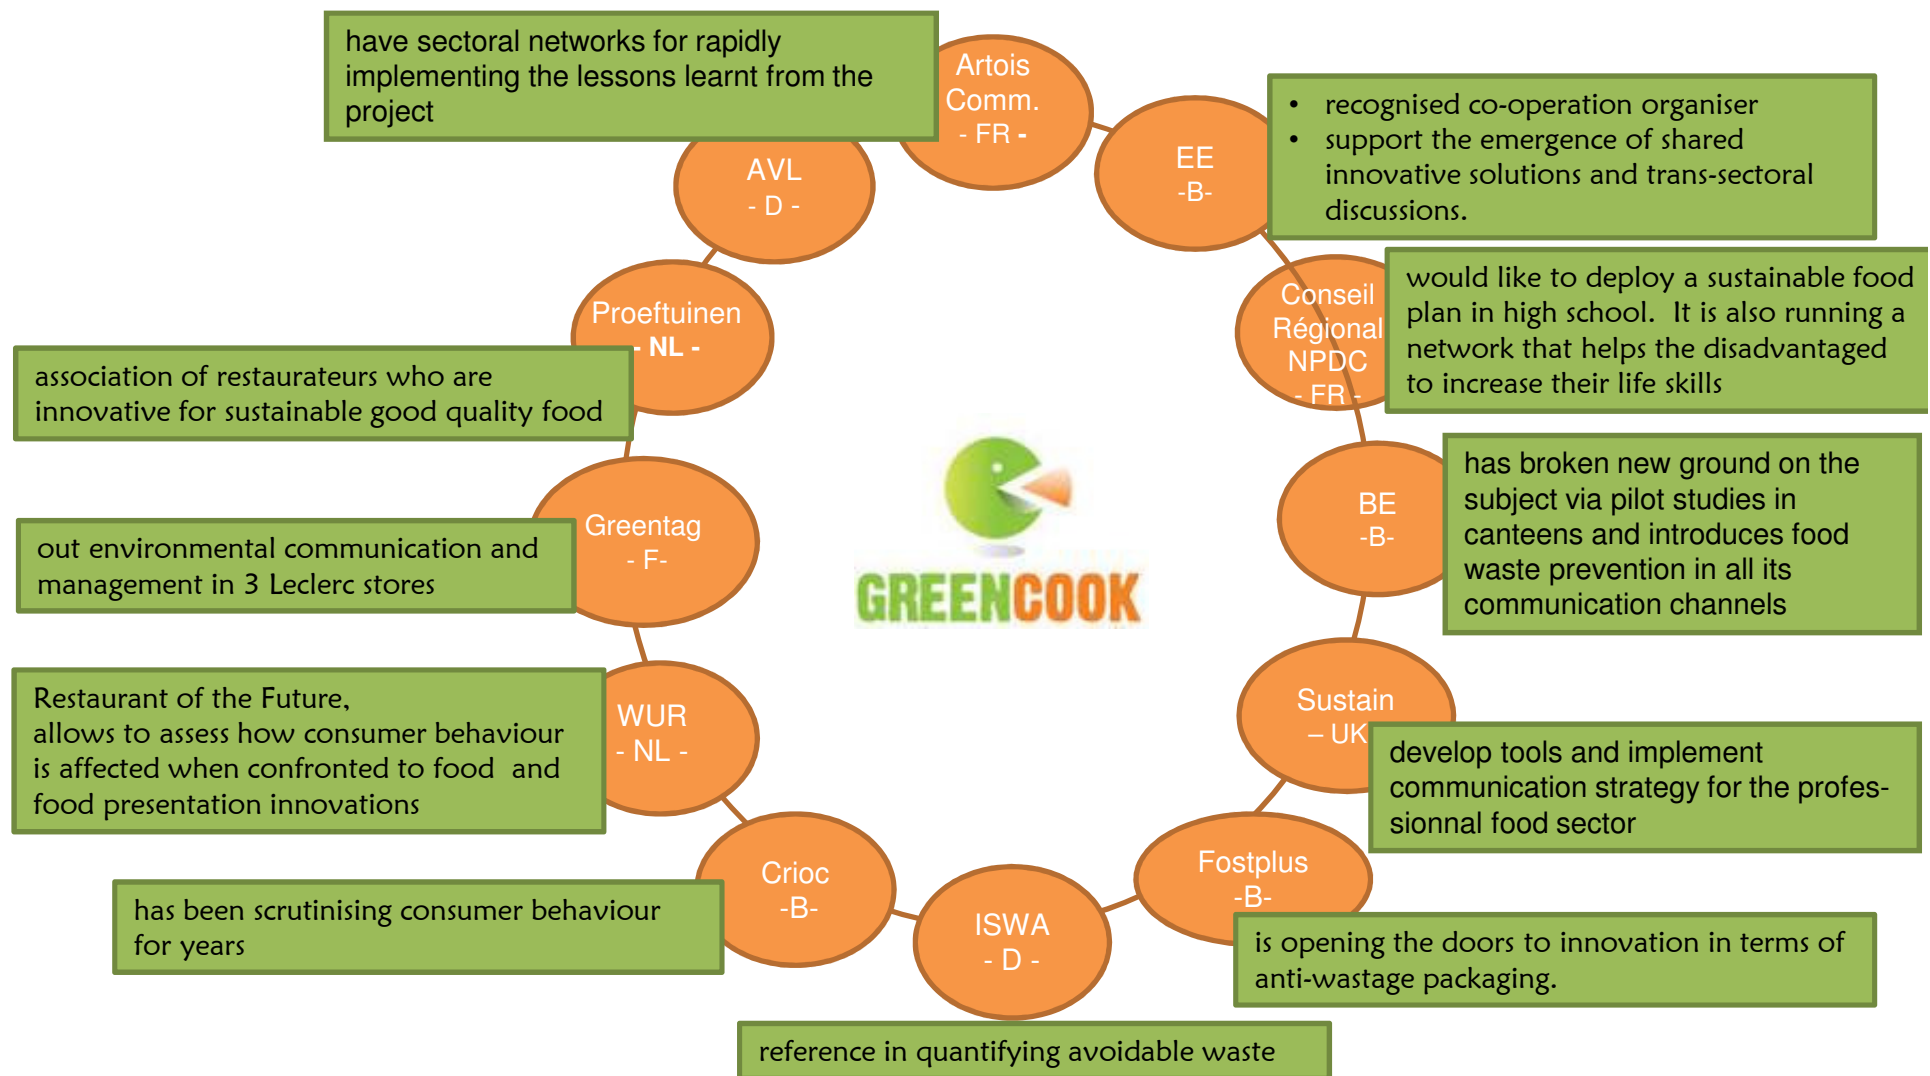 have sectoral networks for rapidly
implementing the lessons learnt from the
project
Artois
Comm.
- FR -
EE
-B-
• recognised co-operation organiser
• support the emergence of shared
innovative solutions and trans-sectoral
discussions.
AVL
- D -
Conseil
Régional
NPDC
- FR -
would like to deploy a sustainable food
plan in high school. It is also running a
network that helps the disadvantaged
to increase their life skills
Proeftuinen
- NL -
association of restaurateurs who are
innovative for sustainable good quality food
BE
-B-
has broken new ground on the
subject via pilot studies in
canteens and introduces food
waste prevention in all its
communication channels
Greentag
- F-
out environmental communication and
management in 3 Leclerc stores
GREENCOOK
Sustain
– UK
develop tools and implement
communication strategy for the profes-
sionnal food sector
WUR
- NL -
Restaurant of the Future,
allows to assess how consumer behaviour
is affected when confronted to food and
food presentation innovations
Fostplus
-B-
is opening the doors to innovation in terms of
anti-wastage packaging.
Crioc
-B-
has been scrutinising consumer behaviour
for years
ISWA
- D -
reference in quantifying avoidable waste